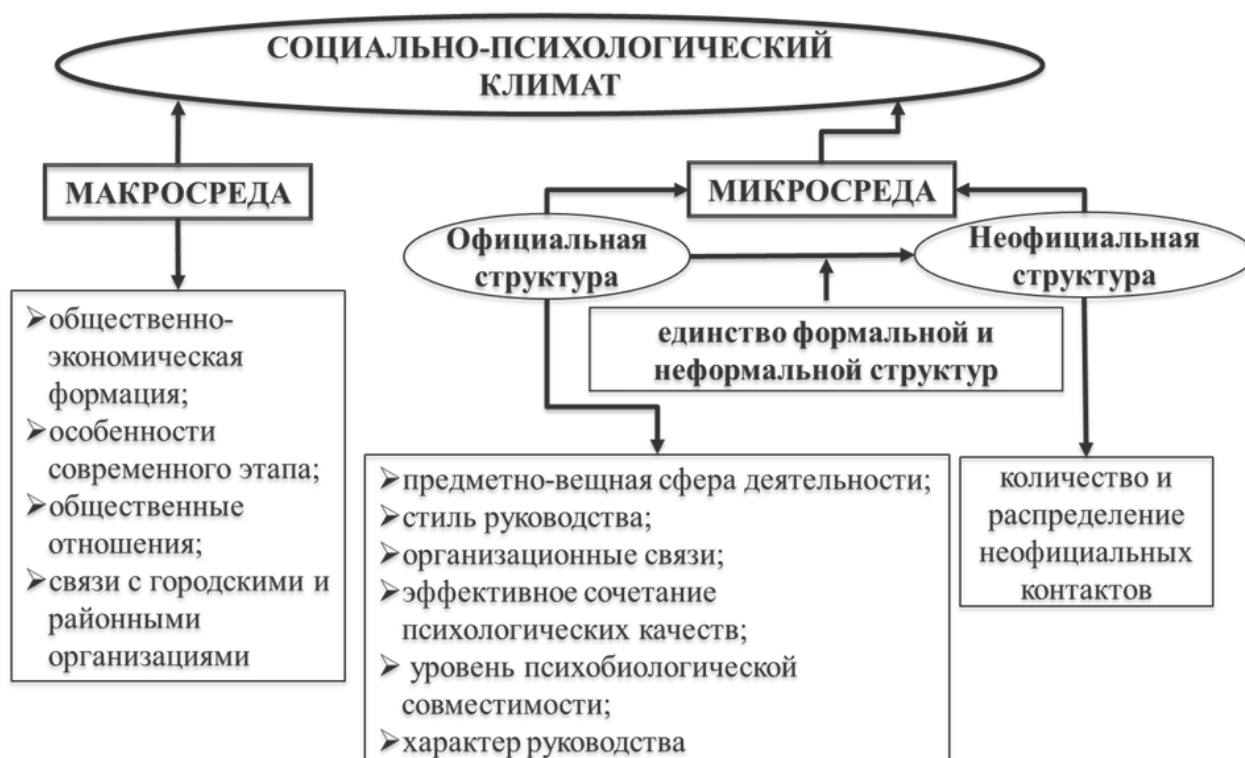 СОЦИАЛЬНО-ПСИХОЛОГИЧЕСКИЙ
КЛИМАТ
МАКРОСРЕДА
МИКРОСРЕДА
Официальная
структура
Неофициальная
структура
единство формальной и
неформальной структур
➢общественно-
экономическая
формация;
➢особенности
современного этапа;
➢общественные
отношения;
➢связи с городскими и
районными
организациями
➢предметно-вещная сфера деятельности;
➢стиль руководства;
➢организационные связи;
➢эффективное сочетание
психологических качеств;
➢ уровень психобиологической
совместимости;
➢характер руководства
количество и
распределение
неофициальных
контактов